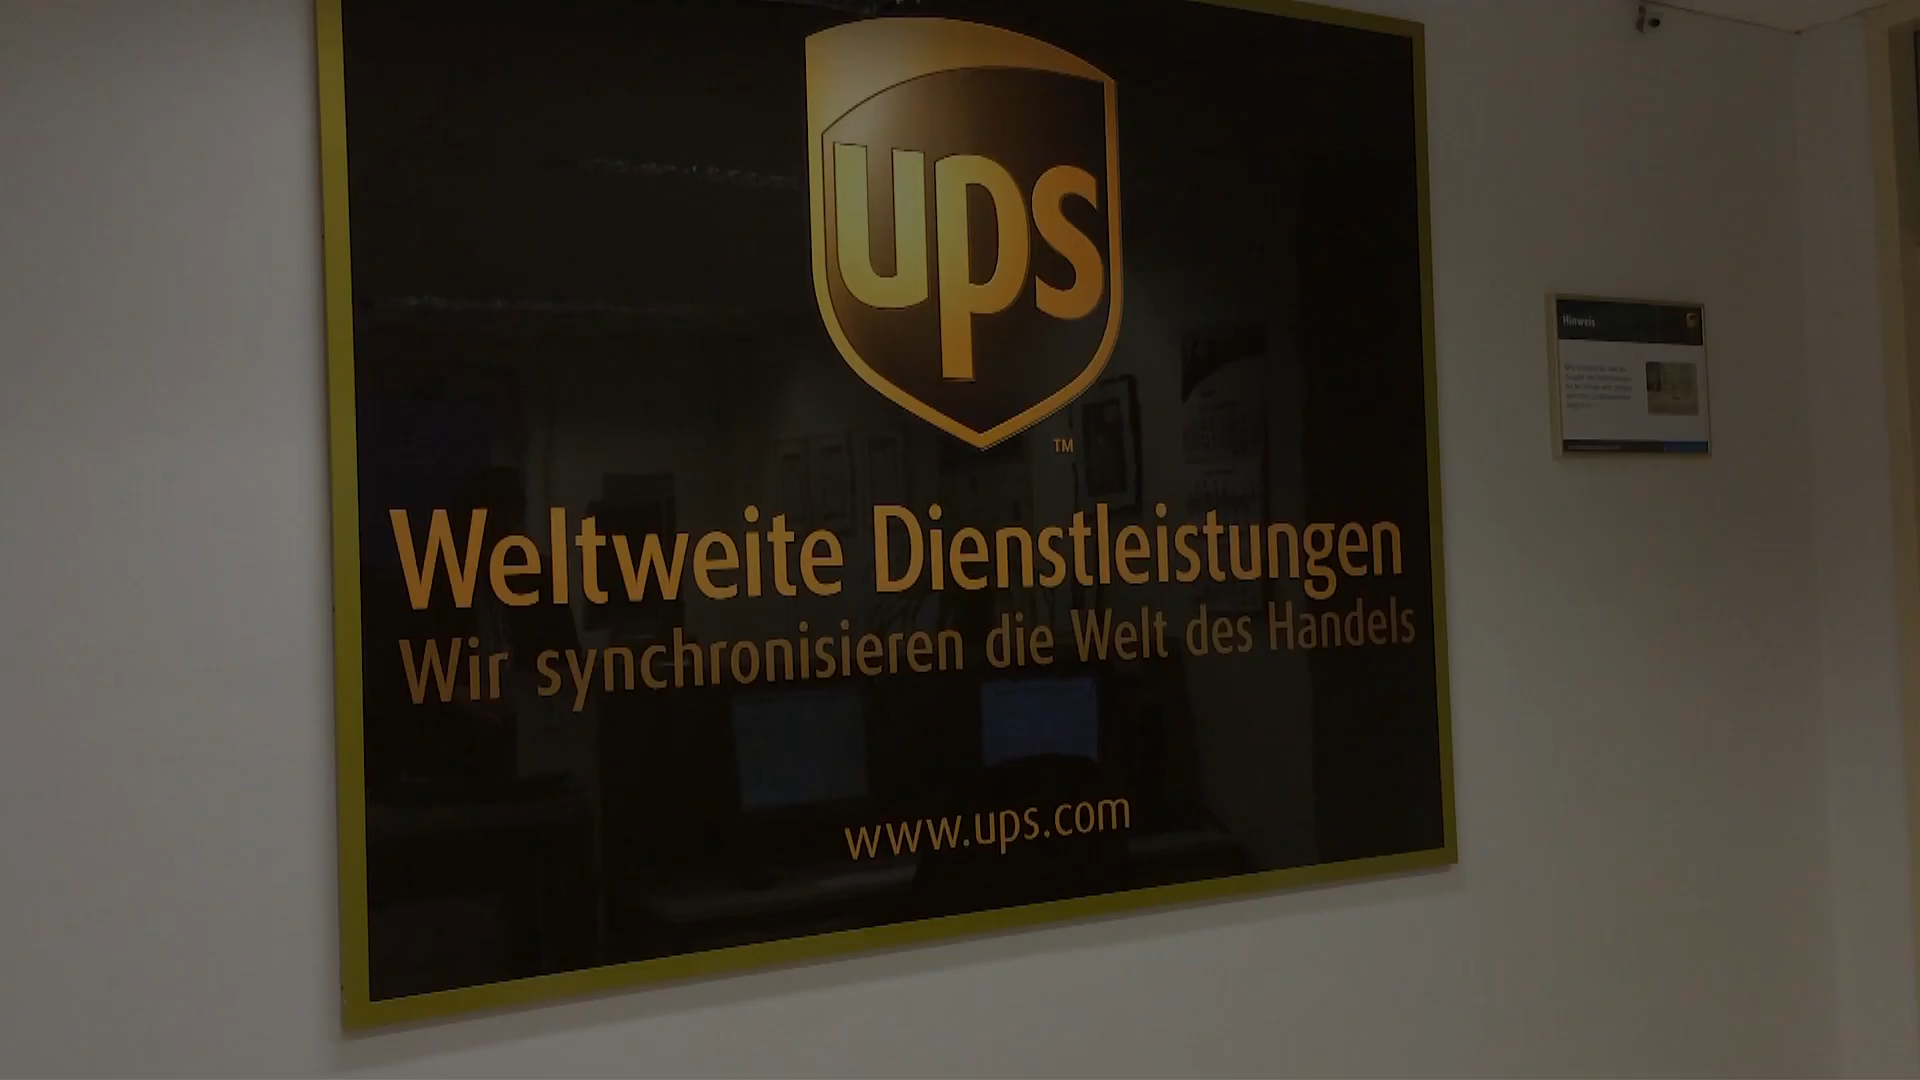 ups
TM
Weltweite Dienstleistungen
Wir synchronisieren die Welt des Handels
www.ups.com
Hinweis